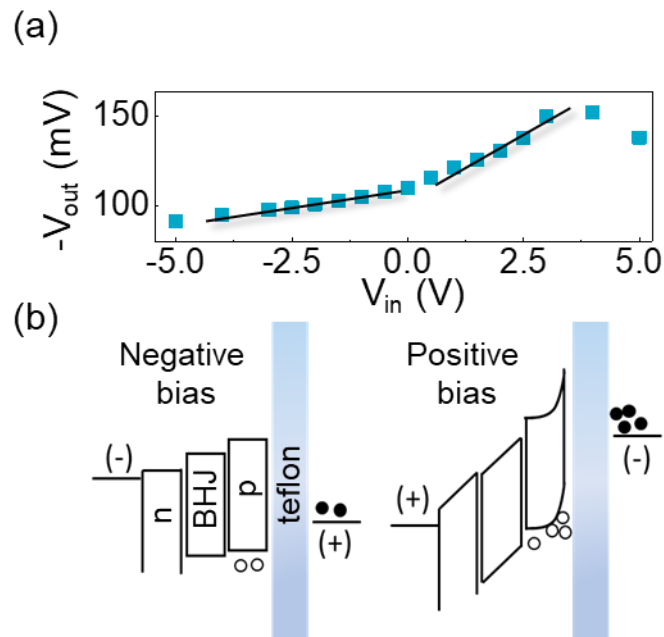 (a)
-V_out (mV)
150
100
-5.0 -2.5 0.0 2.5 5.0
V_in (V)
(b)
Negative
bias
Positive
bias
(-)
n
BHJ
p
teflon
(+)
(+)
(-)